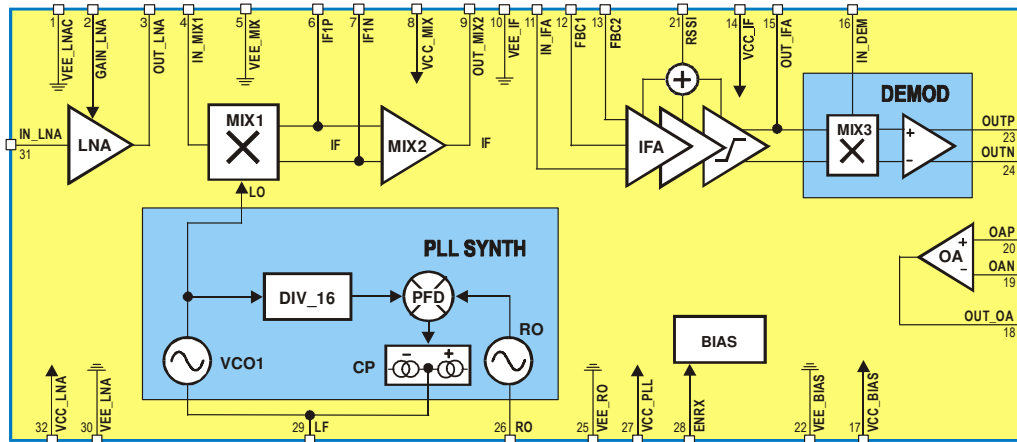 1 2 3 4 5 6 7 8 9 10 11 12 13 21 14 15 16
VEE_LNAC
GAIN_LNA
OUT_LNA
IN_MIX1
VEE_MIX
IF1P
IF1N
VCC_MIX
OUT_MIX2
VEE_IF
IN_IFA
FBC1
FBC2
RSSI
VCC_IF
OUT_IFA
IN_DEM
IN_LNA
31
LNA
MIX1
IF
MIX2
IF
LO
+
IFA
DEMOD
MIX3
+
−
OUTP
23
OUTN
24
PLL SYNTH
DIV_16
PFD
RO
VCO1
CP
− +
BIAS
OA
+
−
OAP
20
OAN
19
OUT_OA
18
32 VCC_LNA
30 VEE_LNA
29 LF
26 RO
25 VEE_RO
27 VCC_PLL
28 ENRX
22 VEE_BIAS
17 VCC_BIAS